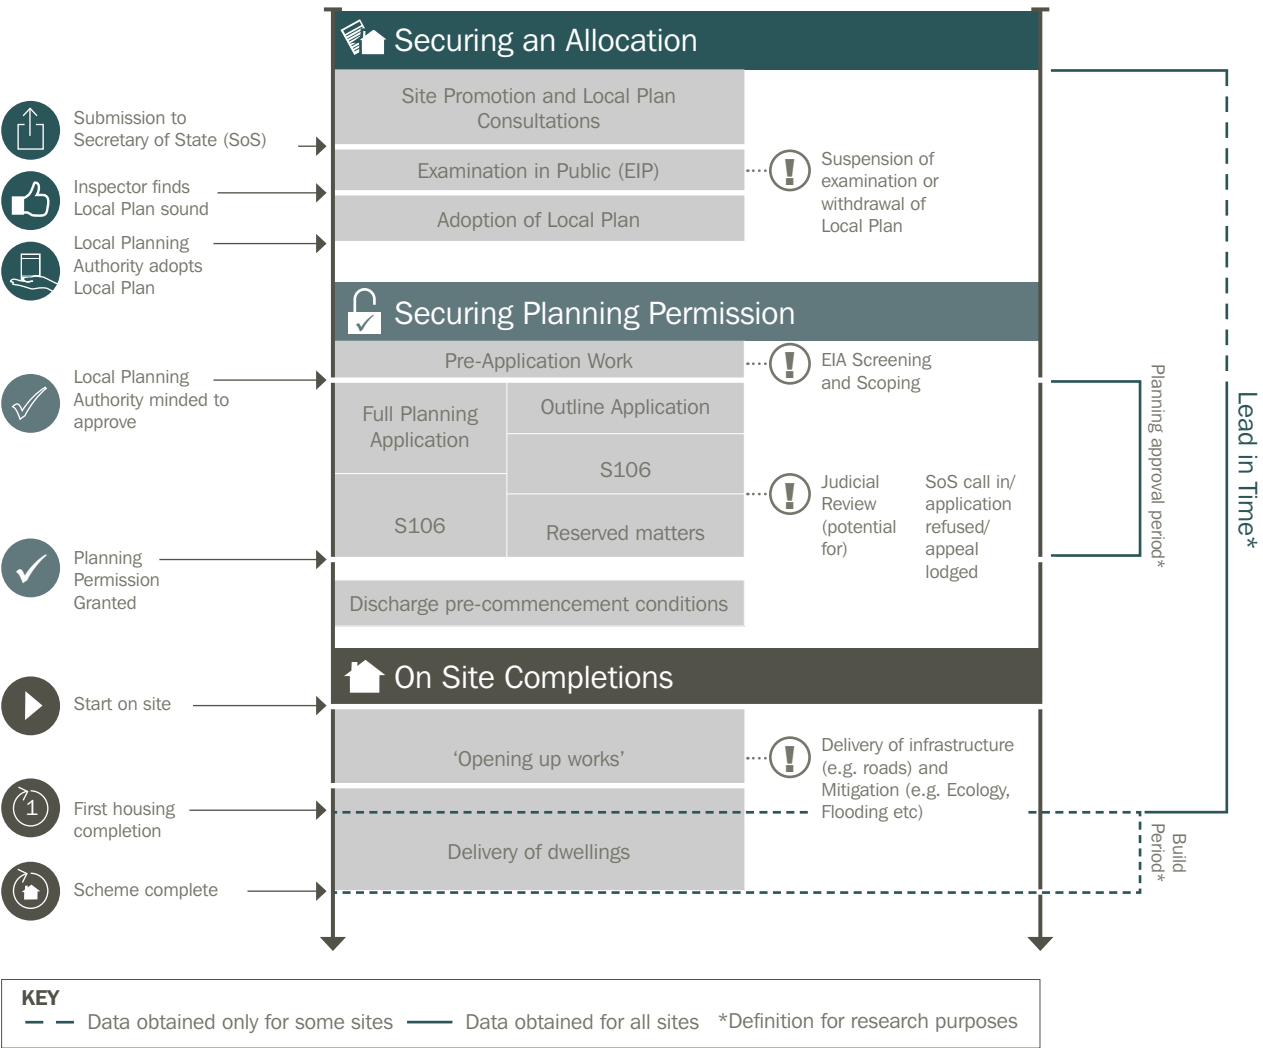 Securing an Allocation
Site Promotion and Local Plan
Consultations
Submission to
Secretary of State (SoS)
Examination in Public (EIP)
Suspension of
examination or
withdrawal of
Local Plan
Inspector finds
Local Plan sound
Adoption of Local Plan
Local Planning
Authority adopts
Local Plan
Securing Planning Permission
Pre-Application Work
EIA Screening
and Scoping
Local Planning
Authority minded to
approve
Full Planning
Application
S106
Outline Application
S106
Reserved matters
Judicial
Review
(potential
for)
SoS call in/
application
refused/
appeal
lodged
Planning
Permission
Granted
Discharge pre-commencement conditions
Planning approval period*
Lead in Time*
On Site Completions
Start on site
‘Opening up works’
Delivery of infrastructure
(e.g. roads) and
Mitigation (e.g. Ecology,
Flooding etc)
1
First housing
completion
Delivery of dwellings
Build
Period*
Scheme complete
KEY
Data obtained only for some sites
Data obtained for all sites
*Definition for research purposes